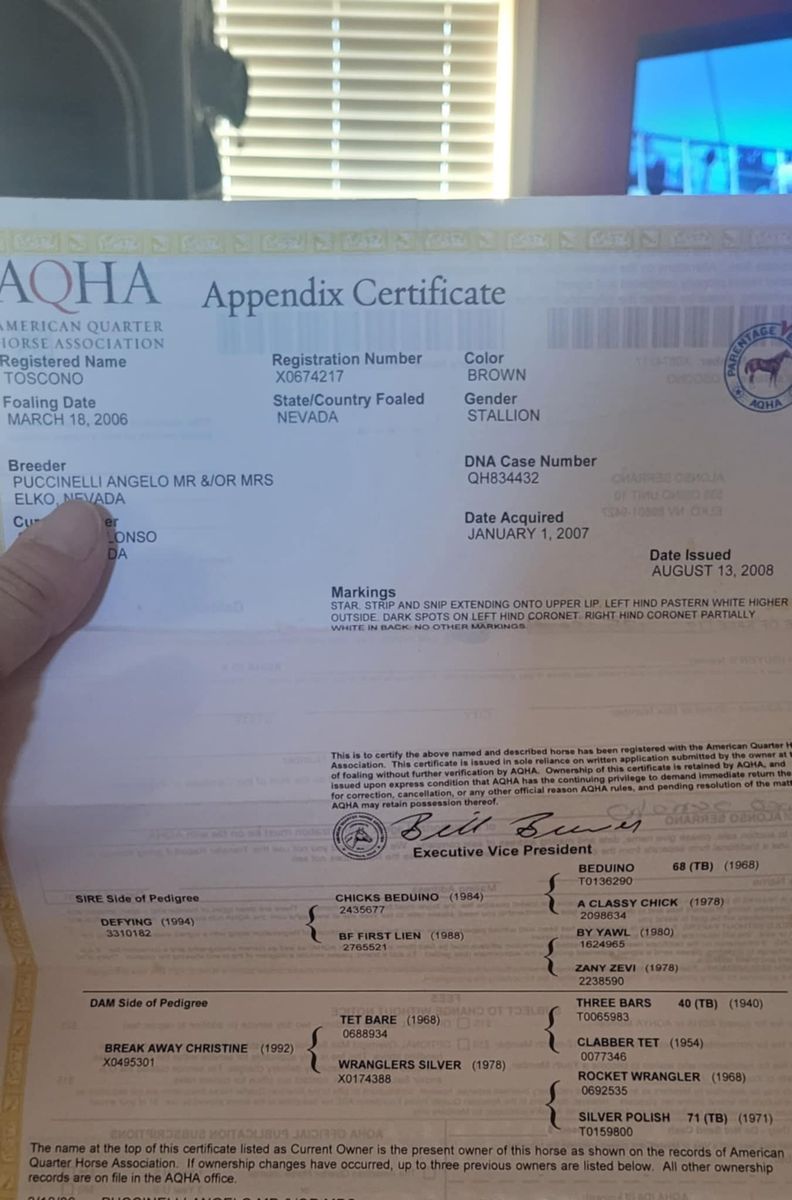 AQHA
AMERICAN QUARTER
HORSE ASSOCIATION
Appendix Certificate
PARENTAGE
AQHA
Registered Name
TOSCONO
Registration Number
X0674217
Color
BROWN
Foaling Date
MARCH 18, 2006
State/Country Foaled
NEVADA
Gender
STALLION
Breeder
PUCCINELLI ANGELO MR &/OR MRS
ELKO, NEVADA
DNA Case Number
QH834432
Cu er
LONSO
DA
Date Acquired
JANUARY 1, 2007
Date Issued
AUGUST 13, 2008
Markings
STAR, STRIP AND SNIP EXTENDING ONTO UPPER LIP. LEFT HIND PASTERN WHITE HIGHER
OUTSIDE. DARK SPOTS ON LEFT HIND CORONET. RIGHT HIND CORONET PARTIALLY
WHITE IN BACK. NO OTHER MARKINGS.
This is to certify the above named and described horse has been registered with the American Quarter H
Association. This certificate is issued in sole reliance on written application submitted by the owner at
of foaling without further verification by AQHA. Ownership of this certificate is retained by AQHA, and
issued upon express condition that AQHA has the continuing privilege to demand immediate return the
for correction, cancellation, or any other official reason AQHA rules, and pending resolution of the matt
AQHA may retain possession thereof.
Executive Vice President
SIRE Side of Pedigree
DEFYING (1994)
3310182
CHICKS BEDUINO (1984)
2435677
BF FIRST LIEN (1988)
2765521
BEDUINO 68 (TB) (1968)
T0136290
A CLASSY CHICK (1978)
2098634
BY YAWL (1980)
1624965
ZANY ZEVI (1978)
2238590
DAM Side of Pedigree
BREAK AWAY CHRISTINE (1992)
X0495301
TET BARE (1968)
0688934
WRANGLERS SILVER (1978)
X0174388
THREE BARS 40 (TB) (1940)
T0065983
CLABBER TET (1954)
0077346
ROCKET WRANGLER (1968)
0692535
SILVER POLISH 71 (TB) (1971)
T0159800
The name at the top of this certificate listed as Current Owner is the present owner of this horse as shown on the records of American
Quarter Horse Association. If ownership changes have occurred, up to three previous owners are listed below. All other ownership
records are on file in the AQHA office.